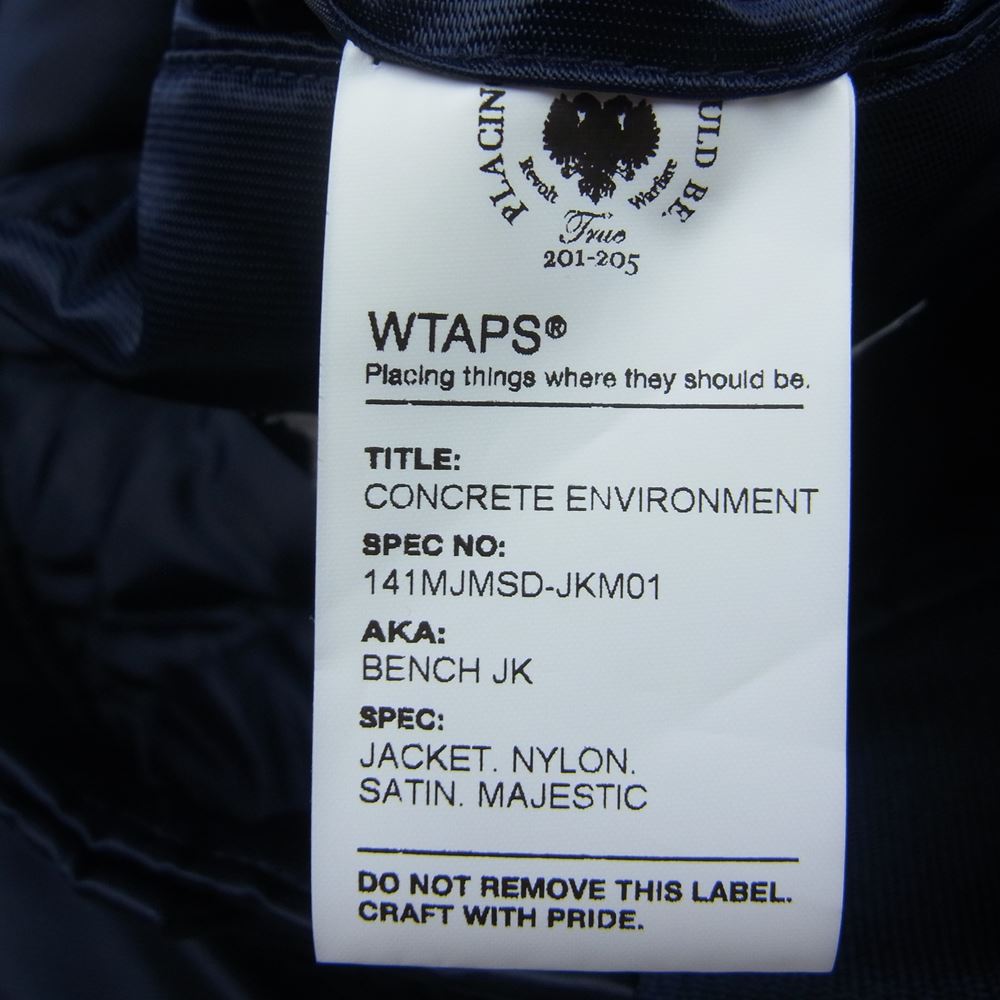 PLACIN
ULD BE
Revolt
Warfare
True
201-205
WTAPS®
Placing things where they should be.
TITLE:
CONCRETE ENVIRONMENT
SPEC NO:
141MJMSD-JKM01
AKA:
BENCH JK
SPEC:
JACKET. NYLON.
SATIN. MAJESTIC
DO NOT REMOVE THIS LABEL.
CRAFT WITH PRIDE.